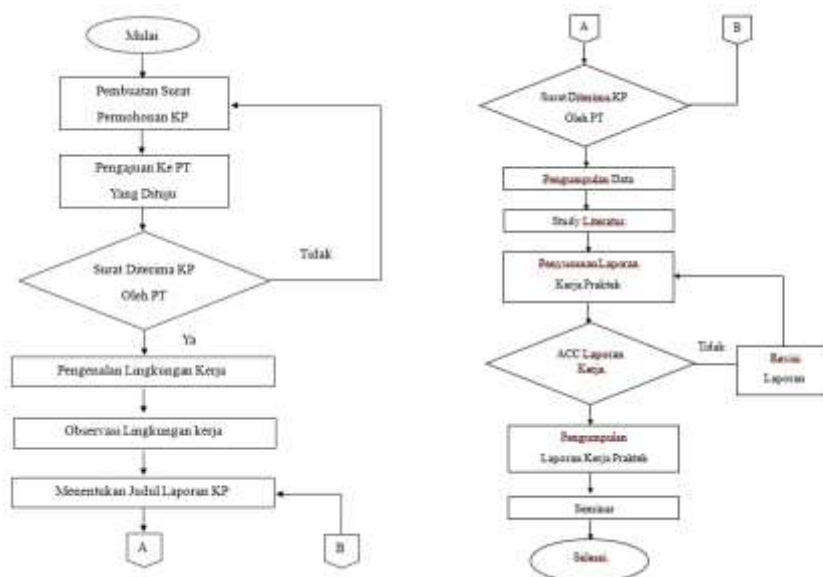 Mulai
Pembuatan Surat
Permohonan KP
Pengajuan Ke PT
Yang Dituju
Surat Diterima KP
Oleh PT
Tidak
Ya
Pengenalan Lingkungan Kerja
Observasi Lingkungan kerja
Menentukan Judul Laporan KP
A
B
A
B
Surat Diterima KP
Oleh PT
Pengumpulan Data
Study Literatur
Penyusunan Laporan
Kerja Praktek
ACC Laporan
Kerja
Tidak
Revisi
Laporan
Pengumpulan
Laporan Kerja Praktek
Seminar
Selesai